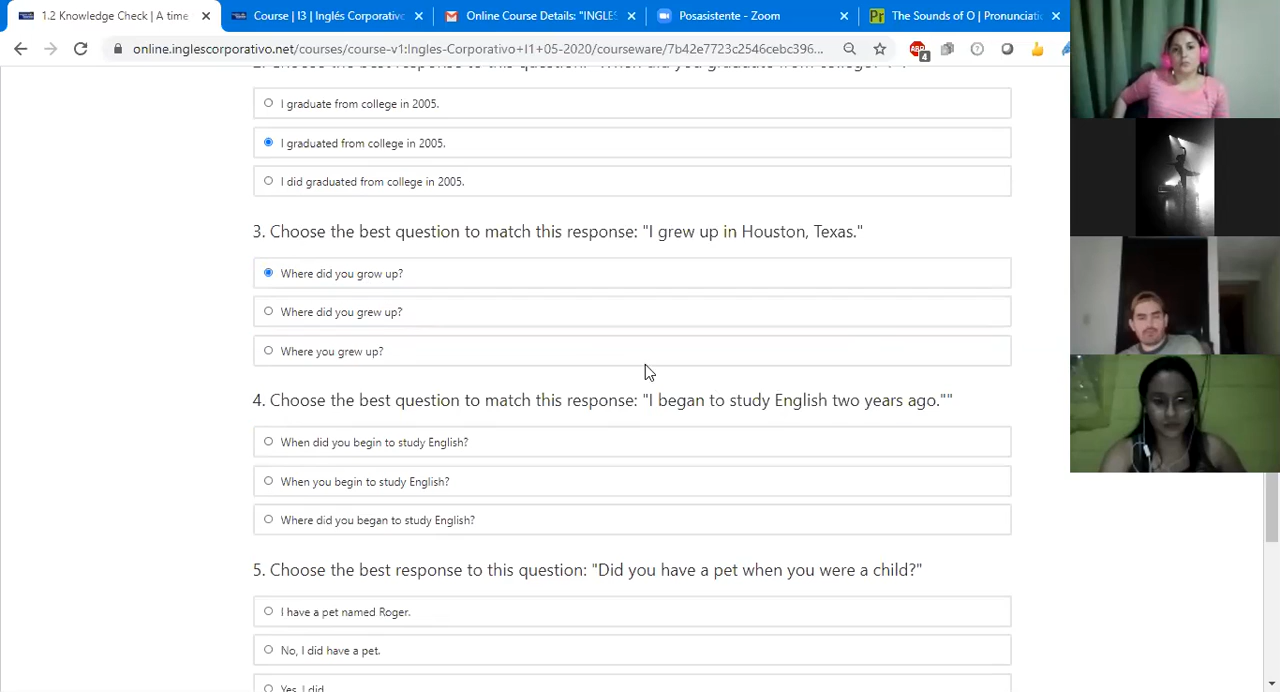 1.2 Knowledge Check | A time
Course | I3 | Inglés Corporativo
Online Course Details: "INGLES
Posasistente - Zoom
The Sounds of O | Pronunciatio
online.inglescorporativo.net/courses/course-v1:Ingles-Corporativo+I1+05-2020/courseware/7b42e7723c2546cebc396...
ABP
4
I graduate from college in 2005.
I graduated from college in 2005.
I did graduated from college in 2005.
3. Choose the best question to match this response: "I grew up in Houston, Texas."
Where did you grow up?
Where did you grew up?
Where you grew up?
4. Choose the best question to match this response: "I began to study English two years ago.""
When did you begin to study English?
When you begin to study English?
Where did you began to study English?
5. Choose the best response to this question: "Did you have a pet when you were a child?"
I have a pet named Roger.
No, I did have a pet.
Yes, I did.